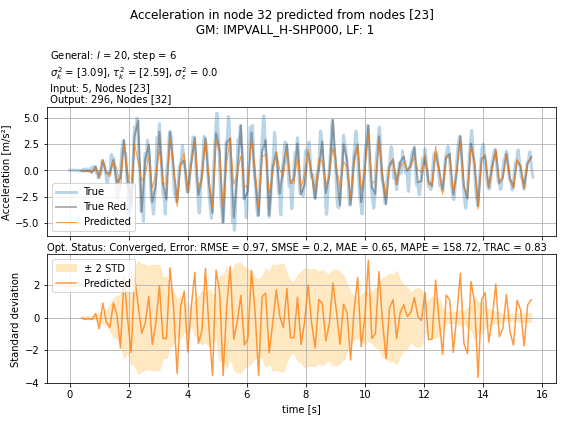 Acceleration in node 32 predicted from nodes [23]
GM: IMPVALL_H-SHP000, LF: 1
General: l = 20, step = 6
σ²ₖ = [3.09], τ²ₖ = [2.59], σ²ε = 0.0
Input: 5, Nodes [23]
Output: 296, Nodes [32]
Acceleration [m/s²]
5.0
2.5
0.0
−2.5
−5.0
True
True Red.
Predicted
Opt. Status: Converged, Error: RMSE = 0.97, SMSE = 0.2, MAE = 0.65, MAPE = 158.72, TRAC = 0.83
Standard deviation
2
0
−2
−4
± 2 STD
Predicted
0 2 4 6 8 10 12 14 16
time [s]